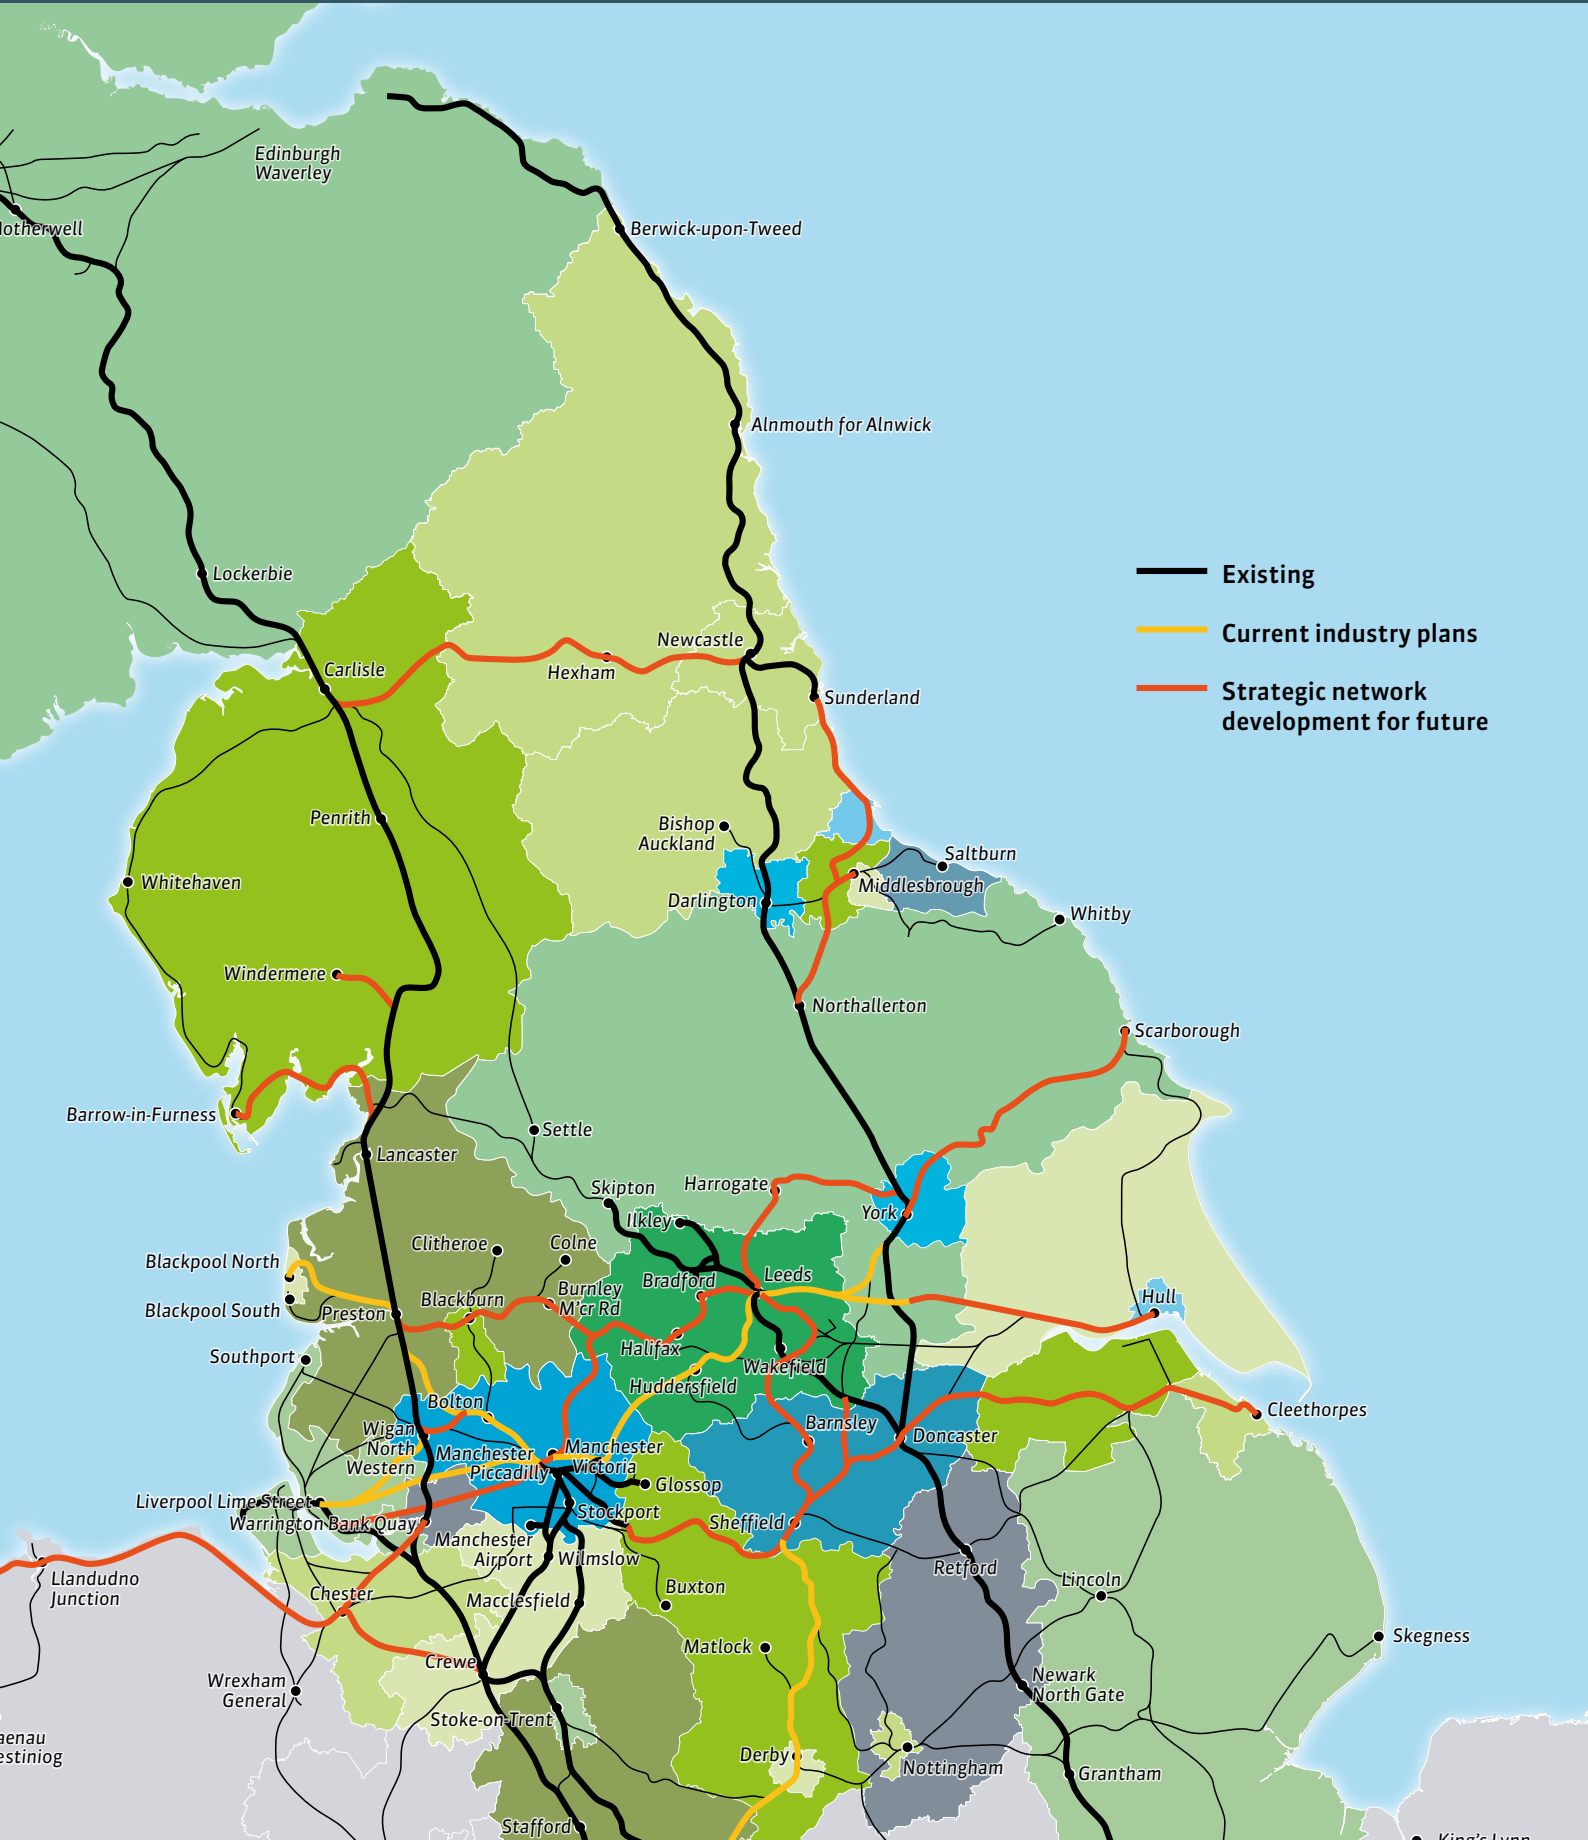 Edinburgh
Waverley
otherwell
Berwick-upon-Tweed
Alnmouth for Alnwick
Lockerbie
Existing
Current industry plans
Strategic network
development for future
Newcastle
Carlisle
Hexham
Sunderland
Penrith
Bishop
Auckland
Saltburn
Whitehaven
Middlesbrough
Darlington
Whitby
Windermere
Northallerton
Scarborough
Barrow-in-Furness
Settle
Lancaster
Skipton
Harrogate
Ilkley
York
Clitheroe
Colne
Blackpool North
Bradford
Leeds
Burnley
M'cr Rd
Blackburn
Hull
Blackpool South
Preston
Halifax
Southport
Wakefield
Huddersfield
Bolton
Cleethorpes
Barnsley
Wigan
North
Western
Doncaster
Manchester
Piccadilly
Manchester
Victoria
Glossop
Liverpool Lime Street
Stockport
Warrington Bank Quay
Sheffield
Manchester
Airport
Wilmslow
Retford
Llandudno
Junction
Chester
Buxton
Lincoln
Macclesfield
Skegness
Matlock
Crewe
Wrexham
General
Newark
North Gate
Stoke-on-Trent
aenau
estiniog
Derby
Nottingham
Grantham
Stafford
King's Lynn